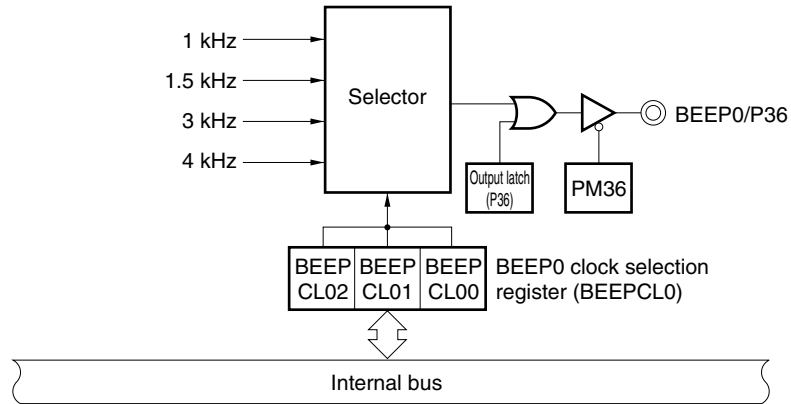 1 kHz
1.5 kHz
3 kHz
4 kHz
Selector
BEEP0/P36
Output latch
(P36)
PM36
BEEP
CL02
BEEP
CL01
BEEP
CL00
BEEP0 clock selection
register (BEEPCL0)
Internal bus